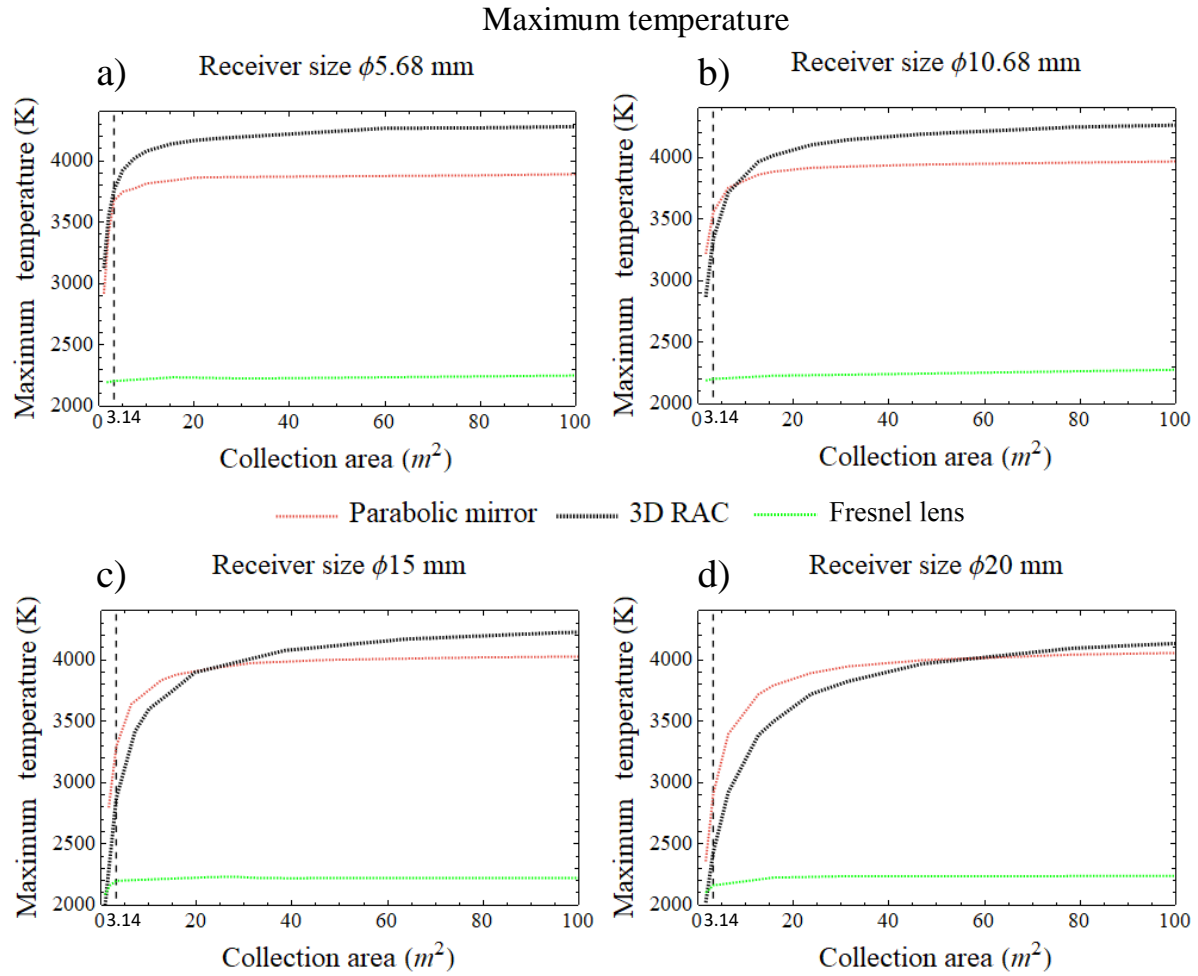 Maximum temperature
a) Receiver size ϕ5.68 mm
Maximum temperature (K)
4000
3500
3000
2500
2000
0 3.14 20 40 60 80 100
Collection area (m²)
b) Receiver size ϕ10.68 mm
Maximum temperature (K)
4000
3500
3000
2500
2000
0 3.14 20 40 60 80 100
Collection area (m²)
Parabolic mirror 3D RAC Fresnel lens
c) Receiver size ϕ15 mm
Maximum temperature (K)
4000
3500
3000
2500
2000
0 3.14 20 40 60 80 100
Collection area (m²)
d) Receiver size ϕ20 mm
Maximum temperature (K)
4000
3500
3000
2500
2000
0 3.14 20 40 60 80 100
Collection area (m²)